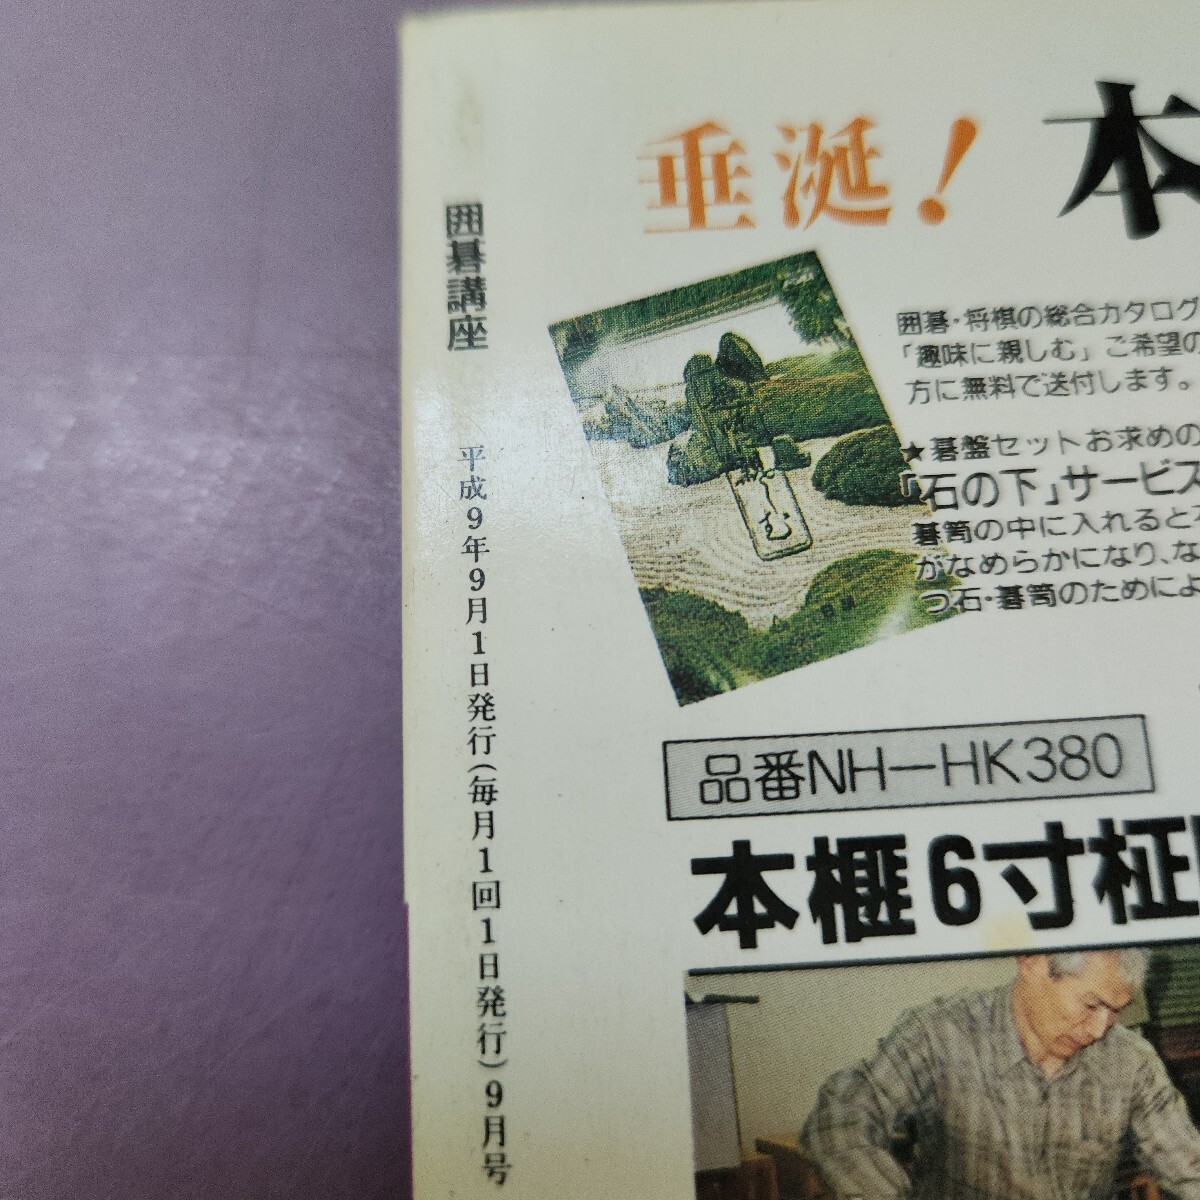 囲碁講座 平成9年9月1日発行(毎月1回1日発行)9月号
垂涎! 本
囲碁・将棋の総合カタログ
「趣味に親しむ」ご希望の
方に無料で送付します。
★碁盤セットお求めの
「石の下」サービス
碁笥の中に入れると
がなめらかになり、な
つ石・碁笥のためによ
しむ
品番NH-HK380
本榧6寸柾